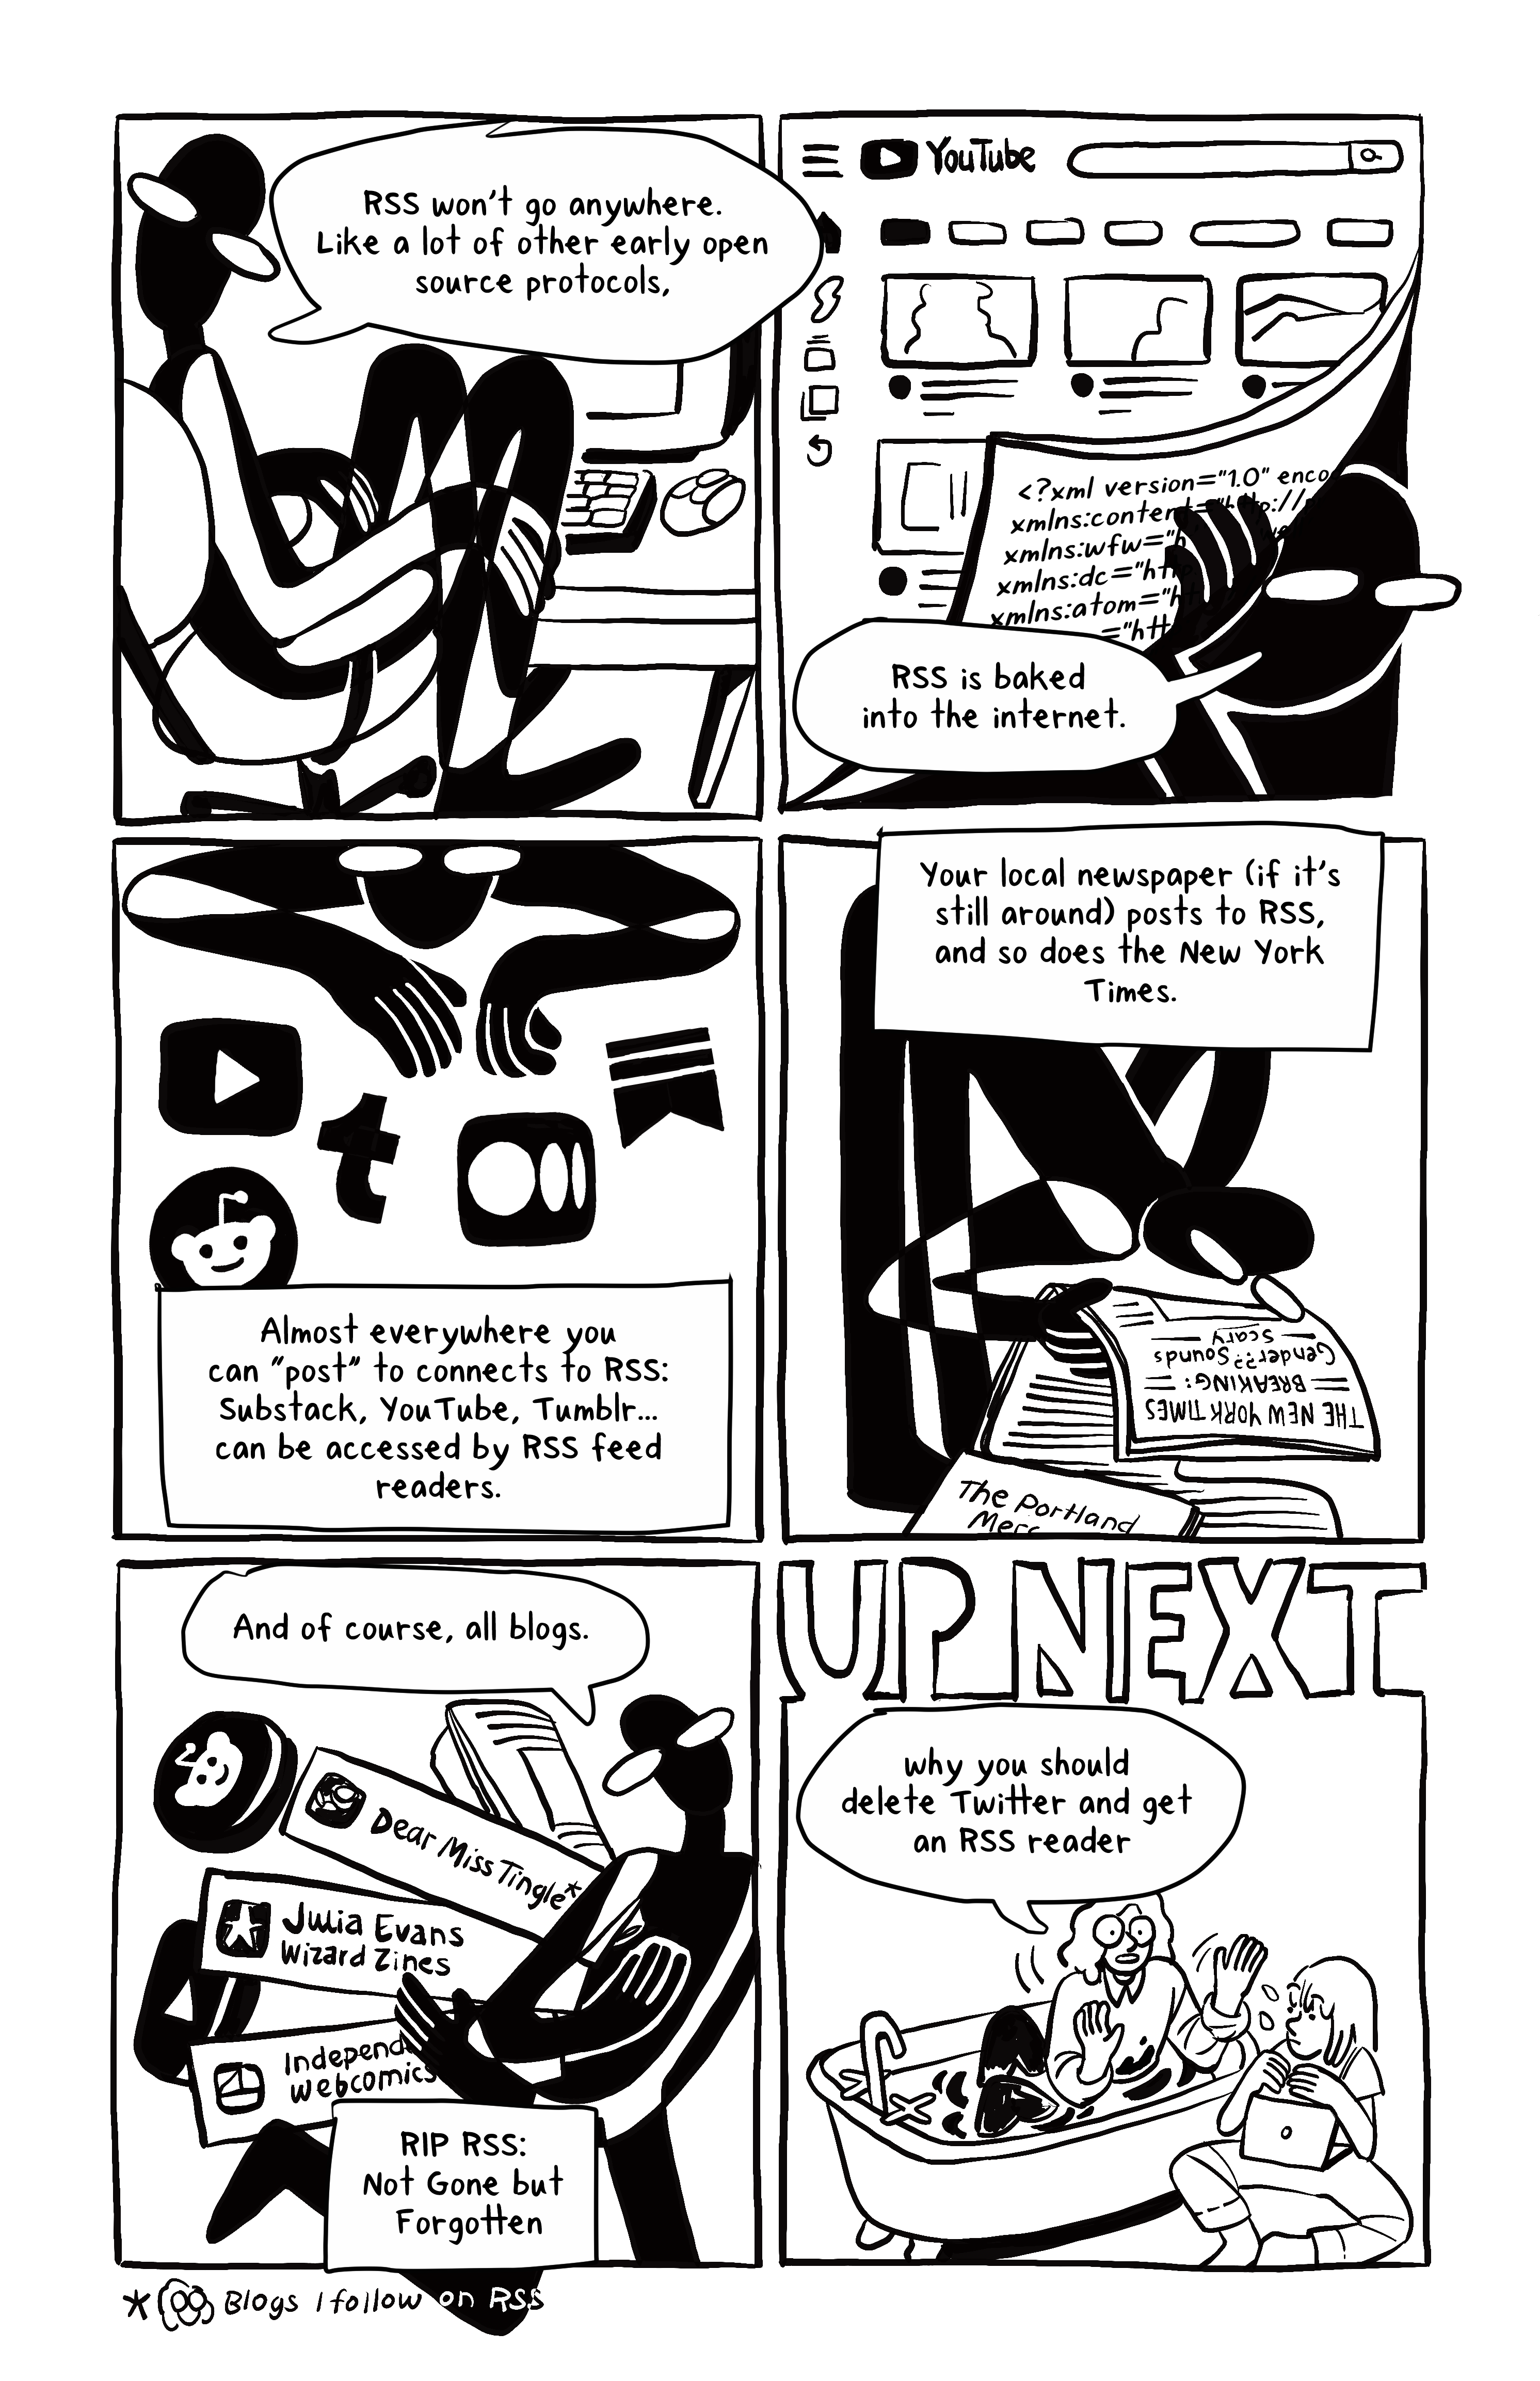 RSS won't go anywhere.
Like a lot of other early open
source protocols,
YouTube
<?xml version="1.0" enco
xmlns:content="http://
xmlns:wfw="h
xmlns:dc="htt
xmlns:atom="ht
="htt
RSS is baked
into the internet.
t
Almost everywhere you
can "post" to connects to RSS:
Substack, YouTube, Tumblr...
can be accessed by RSS feed
readers.
Your local newspaper (if it's
still around) posts to RSS,
and so does the New York
Times.
THE NEW YORK TIMES
BREAKING:
Gender?? Sounds
Scary
The Portland
Merc
And of course, all blogs.
Dear Miss Tingle*
Julia Evans
Wizard Zines
Independ
Webcomics
RIP RSS:
Not Gone but
Forgotten
UP NEXT
why you should
delete Twitter and get
an RSS reader
* Blogs I follow on RSS